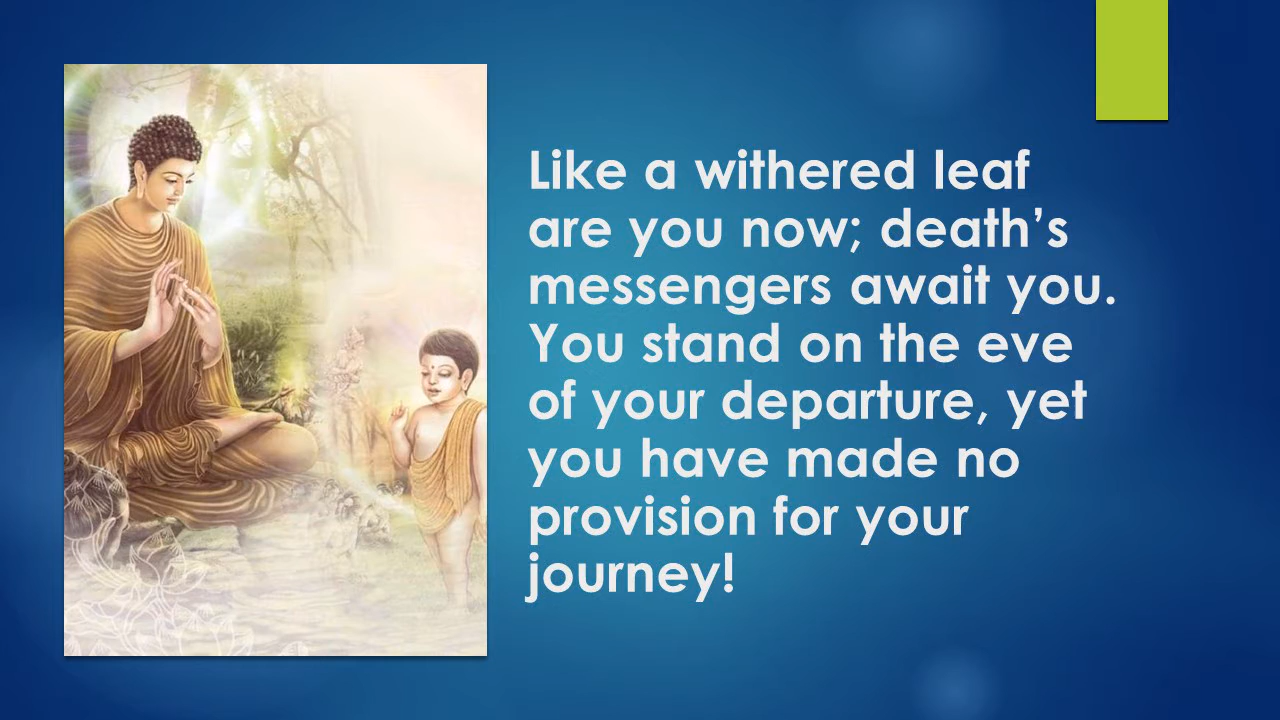 Like a withered leaf
are you now; death’s
messengers await you.
You stand on the eve
of your departure, yet
you have made no
provision for your
journey!